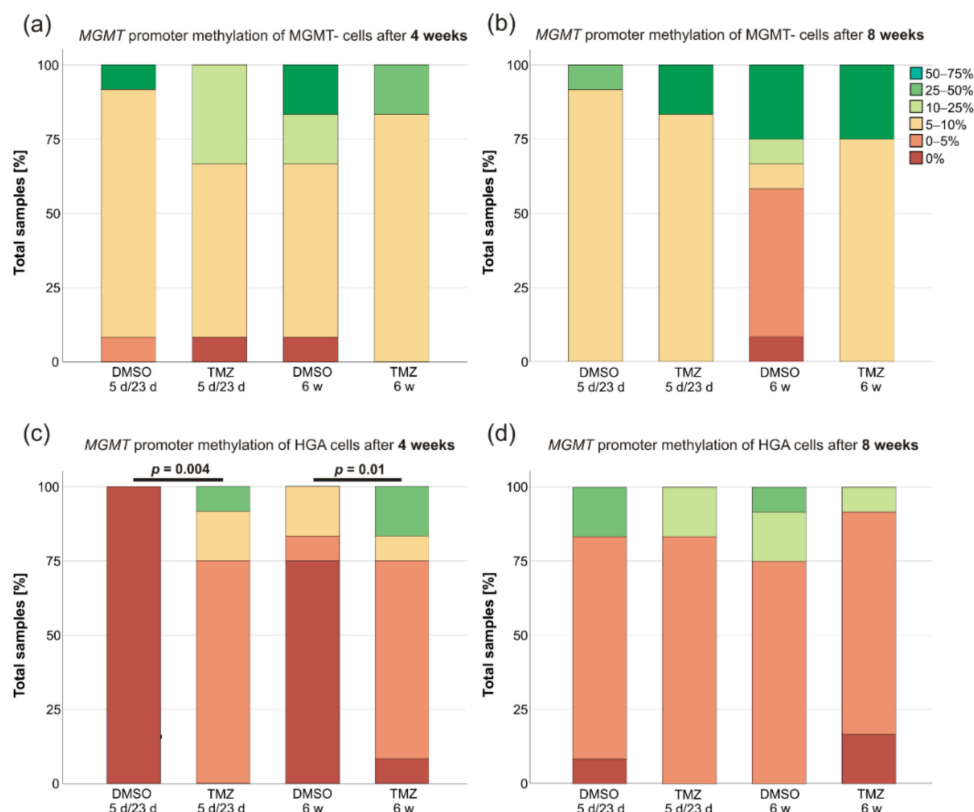 (a)
MGMT promoter methylation of MGMT- cells after 4 weeks
Total samples [%]
100
75
50
25
0
DMSO
5 d/23 d
TMZ
5 d/23 d
DMSO
6 w
TMZ
6 w
(b)
MGMT promoter methylation of MGMT- cells after 8 weeks
Total samples [%]
100
75
50
25
0
DMSO
5 d/23 d
TMZ
5 d/23 d
DMSO
6 w
TMZ
6 w
50–75%
25–50%
10–25%
5–10%
0–5%
0%
(c)
MGMT promoter methylation of HGA cells after 4 weeks
p = 0.004
p = 0.01
Total samples [%]
100
75
50
25
0
DMSO
5 d/23 d
TMZ
5 d/23 d
DMSO
6 w
TMZ
6 w
(d)
MGMT promoter methylation of HGA cells after 8 weeks
Total samples [%]
100
75
50
25
0
DMSO
5 d/23 d
TMZ
5 d/23 d
DMSO
6 w
TMZ
6 w